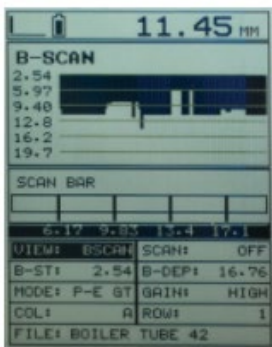 11.45 MM
B-SCAN
2.54
5.97
9.40
12.8
16.2
19.7
SCAN BAR
6.17 9.83 13.4 17.1
VIEW: BSCAN SCAN: OFF
B-ST: 2.54 B-DEP: 16.76
MODE: P-E GT GAIN: HIGH
COL: A ROW: 1
FILE: BOILER TUBE 42